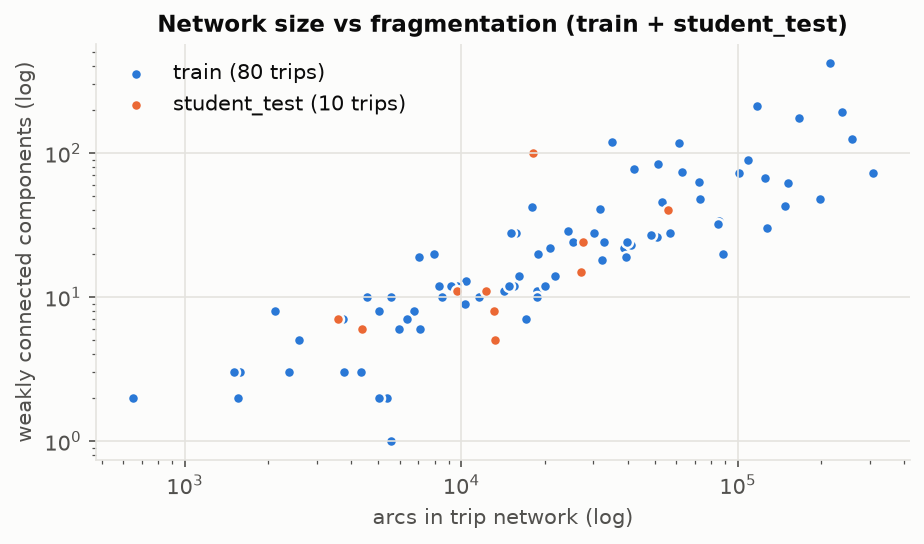 Network size vs fragmentation (train + student_test)
train (80 trips)
student_test (10 trips)
weakly connected components (log)
10²
10¹
10⁰
10³
10⁴
10⁵
arcs in trip network (log)